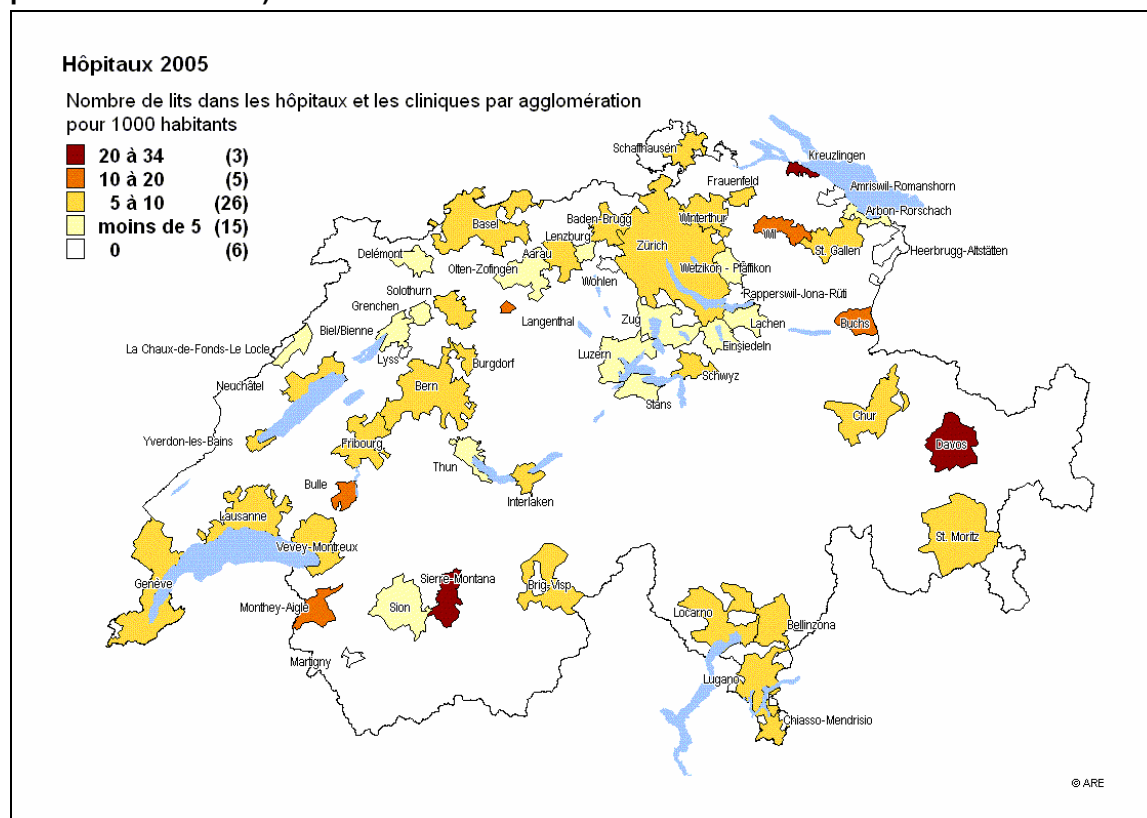 Hôpitaux 2005
Nombre de lits dans les hôpitaux et les cliniques par agglomération
pour 1000 habitants
20 à 34 (3)
10 à 20 (5)
5 à 10 (26)
moins de 5 (15)
0 (6)
Schaffhausen
Kreuzlingen
Frauenfeld
Amriswil-Romanshorn
Arbon-Rorschach
Basel
Baden-Brugg
Winterthur
Lenzburg
Wil
St. Gallen
Heerbrugg-Altstätten
Delémont
Aarau
Zürich
Olten-Zofingen
Wohlen
Wetzikon - Pfäffikon
Solothurn
Grenchen
Rapperswil-Jona-Rüti
Biel/Bienne
Langenthal
Zug
Lachen
Buchs
La Chaux-de-Fonds-Le Locle
Lyss
Luzern
Einsiedeln
Burgdorf
Schwyz
Neuchâtel
Bern
Stans
Chur
Yverdon-les-Bains
Fribourg
Davos
Thun
Bulle
Interlaken
Lausanne
St. Moritz
Vevey-Montreux
Genève
Sierre-Montana
Brig-Visp
Monthey-Aigle
Sion
Locarno
Bellinzona
Martigny
Lugano
Chiasso-Mendrisio
© ARE